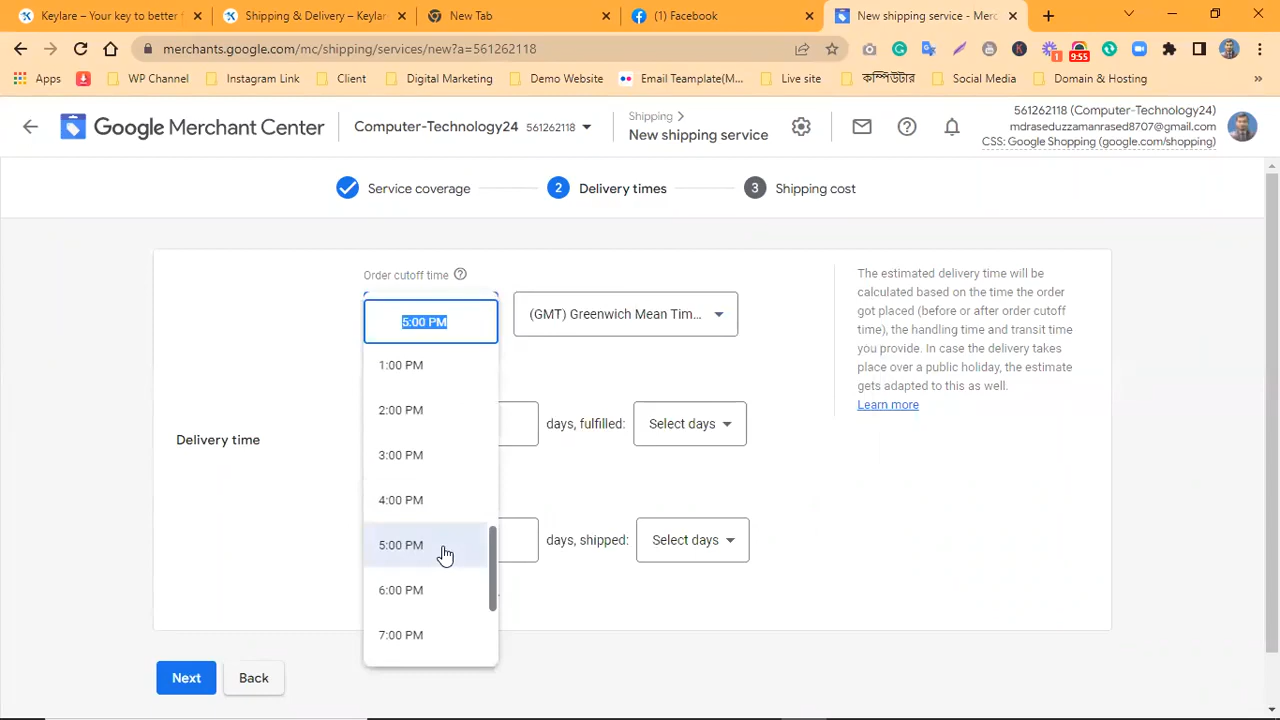 Keylare – Your key to better f
Shipping & Delivery – Keylare
New Tab
(1) Facebook
New shipping service - Merc
merchants.google.com/mc/shipping/services/new?a=561262118
Apps
WP Channel
Instagram Link
Client
Digital Marketing
Demo Website
Email Template(M...
Live site
কম্পিউটার
Social Media
Domain & Hosting
1
9:55
Google Merchant Center
Computer-Technology24 561262118
Shipping
New shipping service
561262118 (Computer-Technology24)
mdraseduzzamanrased8707@gmail.com
CSS: Google Shopping (google.com/shopping)
Service coverage
2 Delivery times
3 Shipping cost
Order cutoff time
5:00 PM
(GMT) Greenwich Mean Tim...
1:00 PM
2:00 PM
3:00 PM
4:00 PM
5:00 PM
6:00 PM
7:00 PM
Delivery time
days, fulfilled:
Select days
days, shipped:
Select days
The estimated delivery time will be
calculated based on the time the order
got placed (before or after order cutoff
time), the handling time and transit time
you provide. In case the delivery takes
place over a public holiday, the estimate
gets adapted to this as well.
Learn more
Next
Back